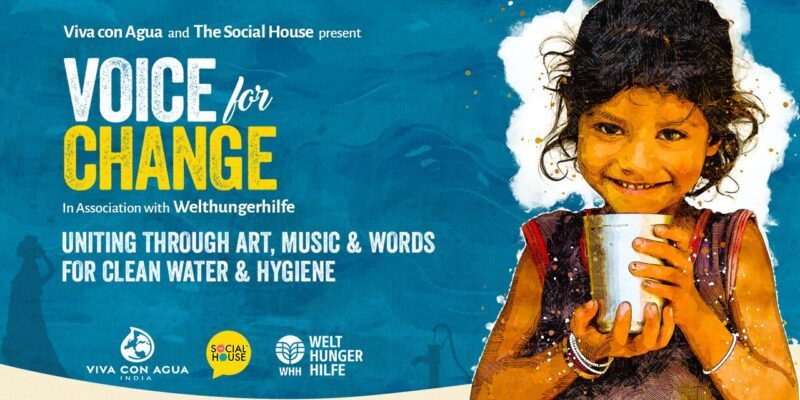 Viva con Agua and The Social House present
VOICE for
CHANGE
In Association with Welthungerhilfe
UNITING THROUGH ART, MUSIC & WORDS
FOR CLEAN WATER & HYGIENE
VIVA CON AGUA
INDIA
THE
SOCIAL
HOUSE
WHH
WELT
HUNGER
HILFE